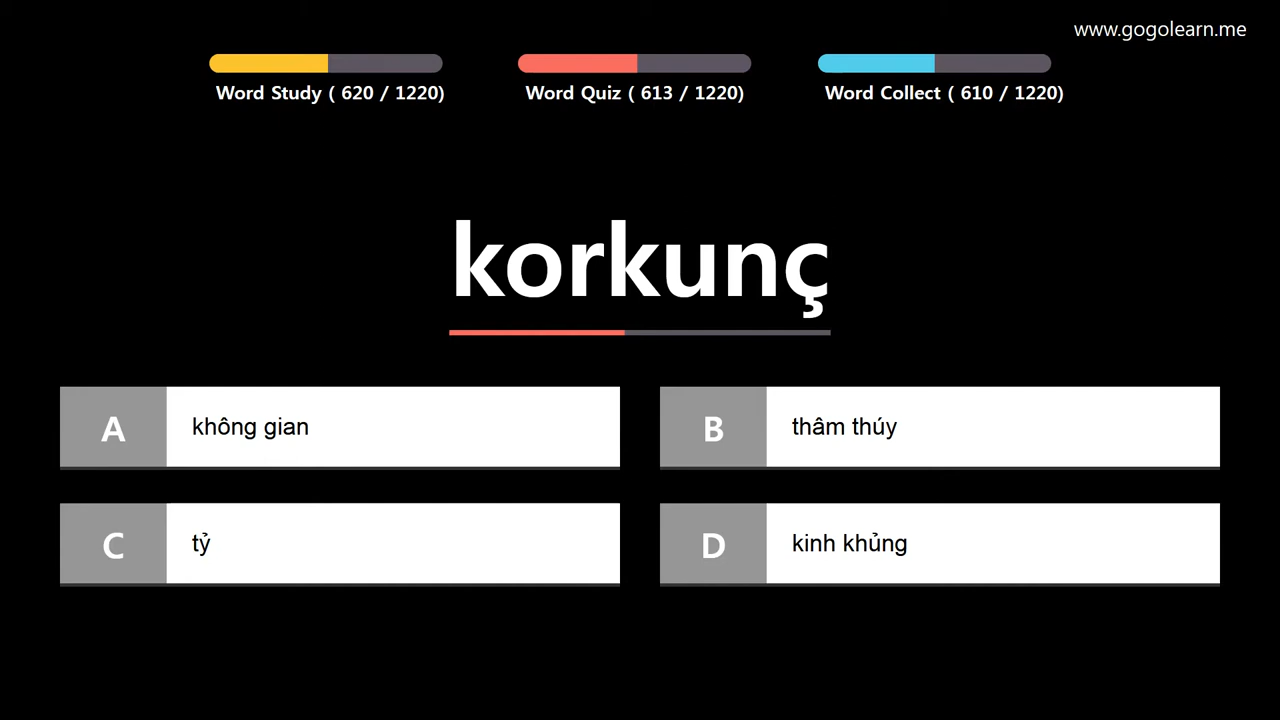 www.gogolearn.me
Word Study ( 620 / 1220)
Word Quiz ( 613 / 1220)
Word Collect ( 610 / 1220)
korkunç
A không gian
B thâm thúy
C tỷ
D kinh khủng